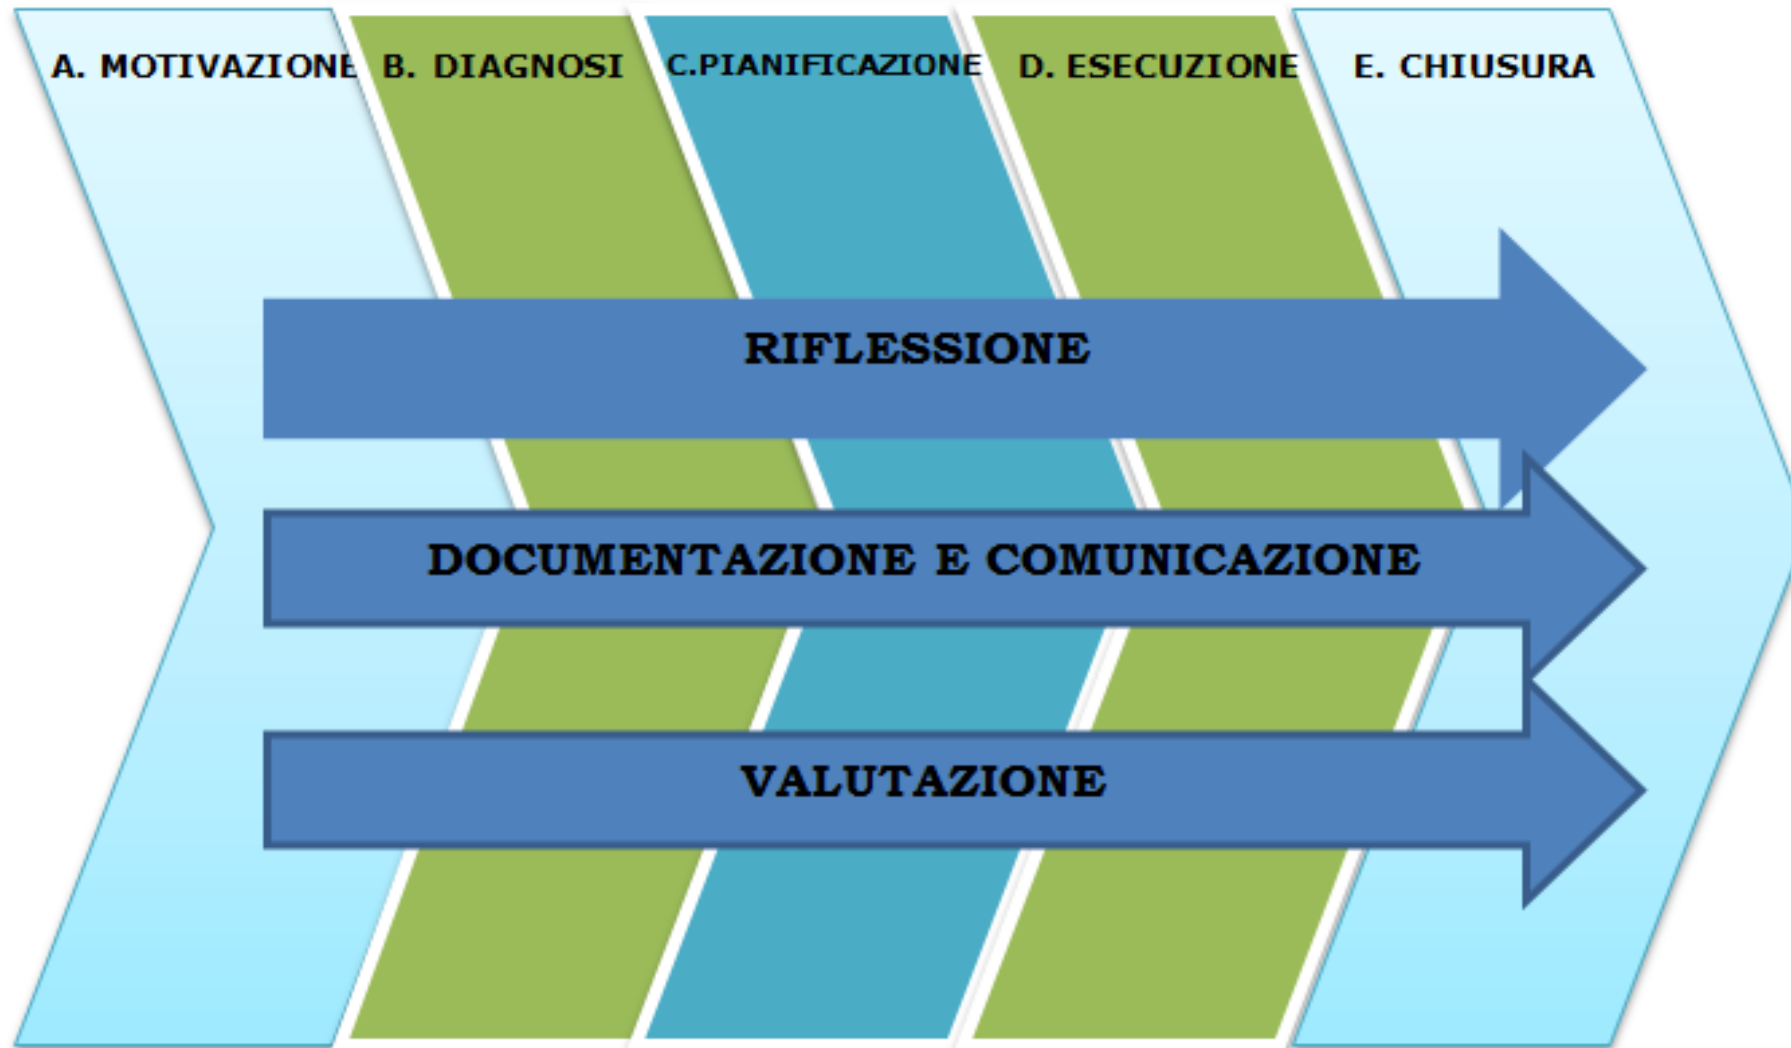 A. MOTIVAZIONE
B. DIAGNOSI
C.PIANIFICAZIONE
D. ESECUZIONE
E. CHIUSURA
RIFLESSIONE
DOCUMENTAZIONE E COMUNICAZIONE
VALUTAZIONE